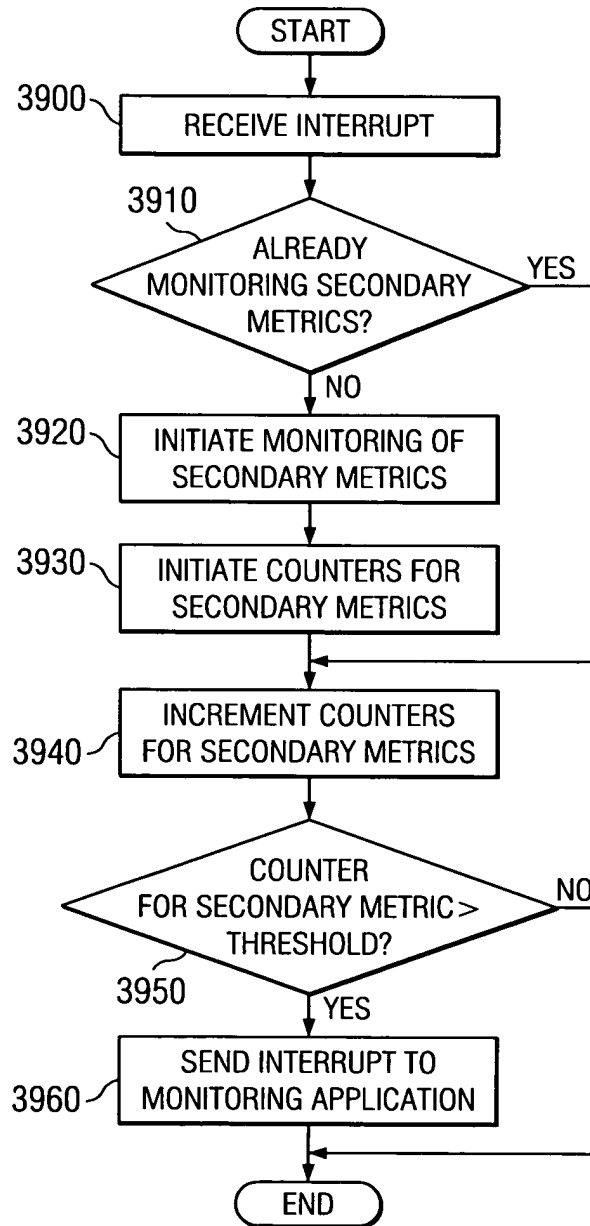 START
3900
RECEIVE INTERRUPT
3910
ALREADY
MONITORING SECONDARY
METRICS?
YES
NO
3920
INITIATE MONITORING OF
SECONDARY METRICS
3930
INITIATE COUNTERS FOR
SECONDARY METRICS
3940
INCREMENT COUNTERS
FOR SECONDARY METRICS
COUNTER
FOR SECONDARY METRIC >
THRESHOLD?
NO
3950
YES
3960
SEND INTERRUPT TO
MONITORING APPLICATION
END